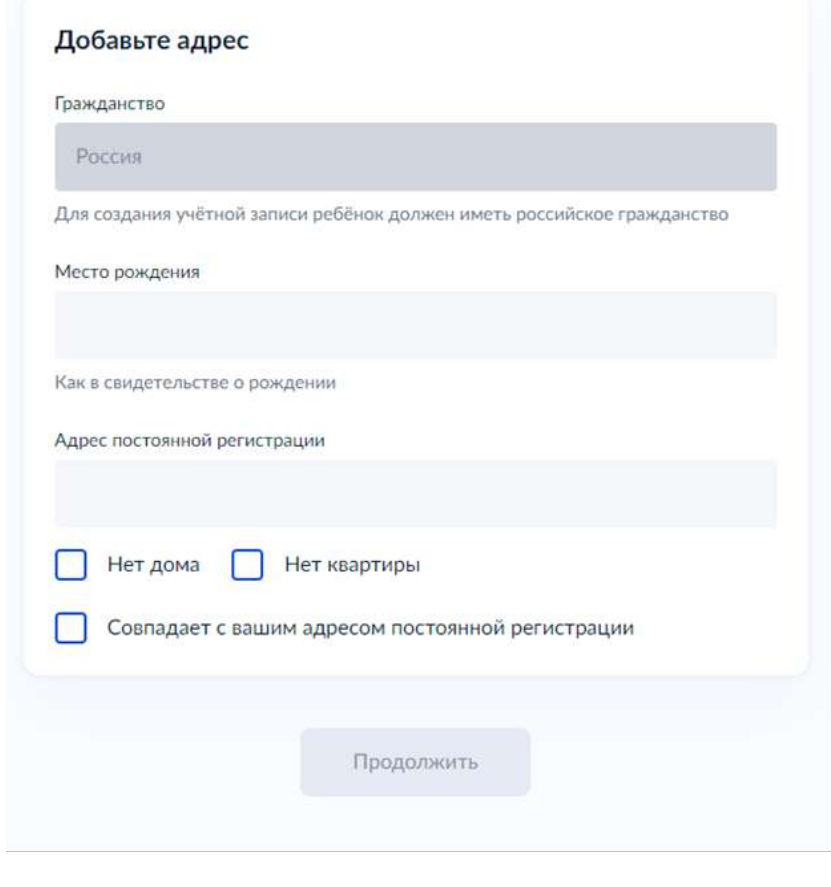 Добавьте адрес
Гражданство
Россия
Для создания учётной записи ребёнок должен иметь российское гражданство
Место рождения
Как в свидетельстве о рождении
Адрес постоянной регистрации
Нет дома Нет квартиры
Совпадает с вашим адресом постоянной регистрации
Продолжить